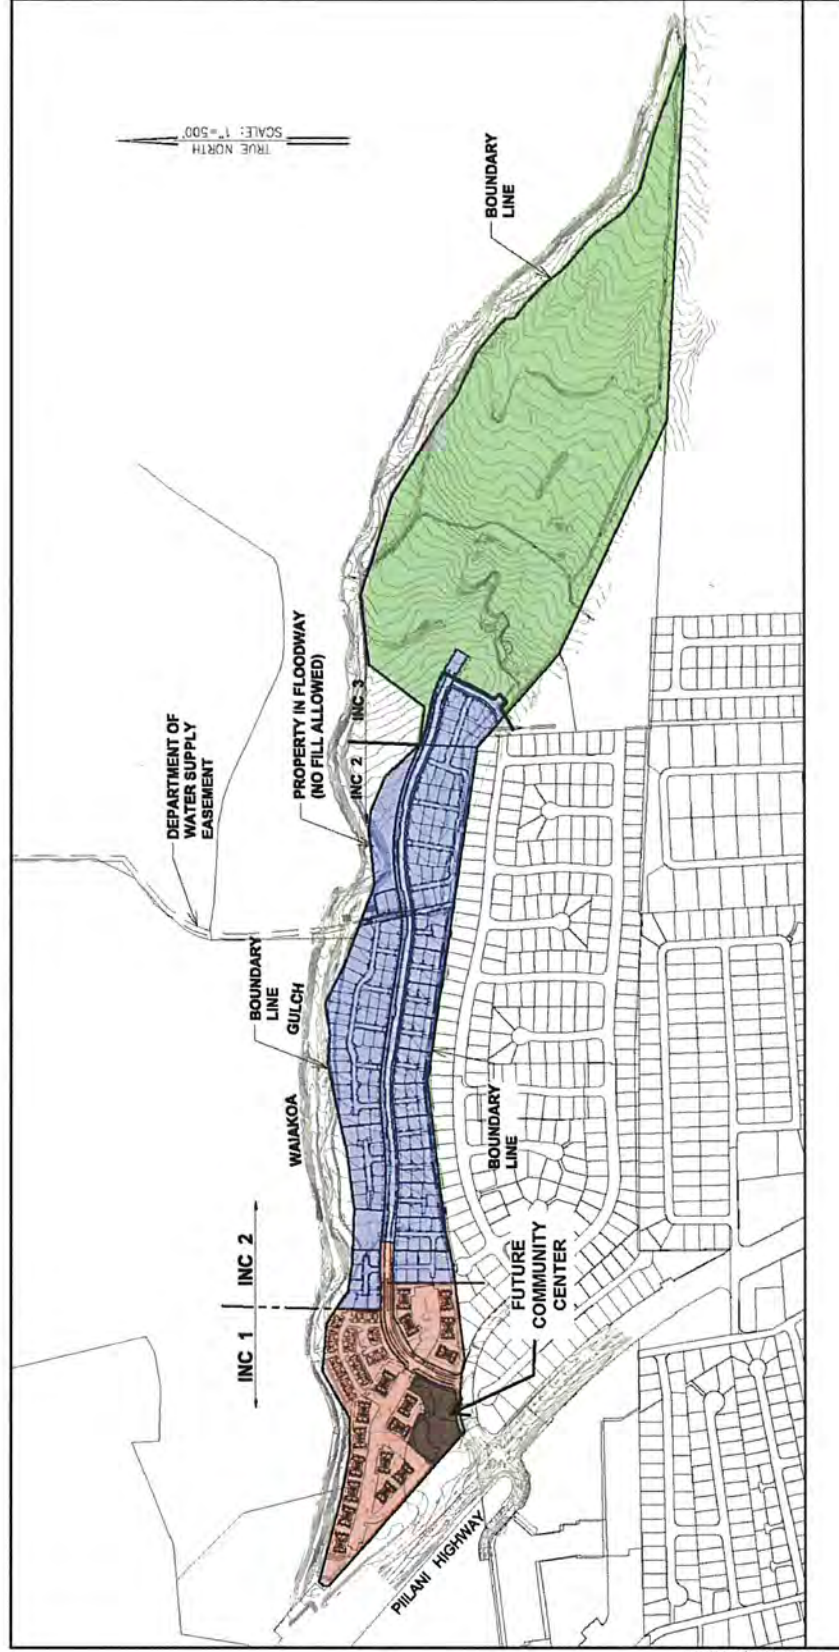 TRUE NORTH
SCALE: 1"=500'
BOUNDARY
LINE
DEPARTMENT OF
WATER SUPPLY
EASEMENT
PROPERTY IN FLOODWAY
(NO FILL ALLOWED)
INC 2
INC 3
BOUNDARY
LINE
GULCH
WAIAKOA
BOUNDARY
LINE
INC 1
INC 2
FUTURE
COMMUNITY
CENTER
PIILANI HIGHWAY